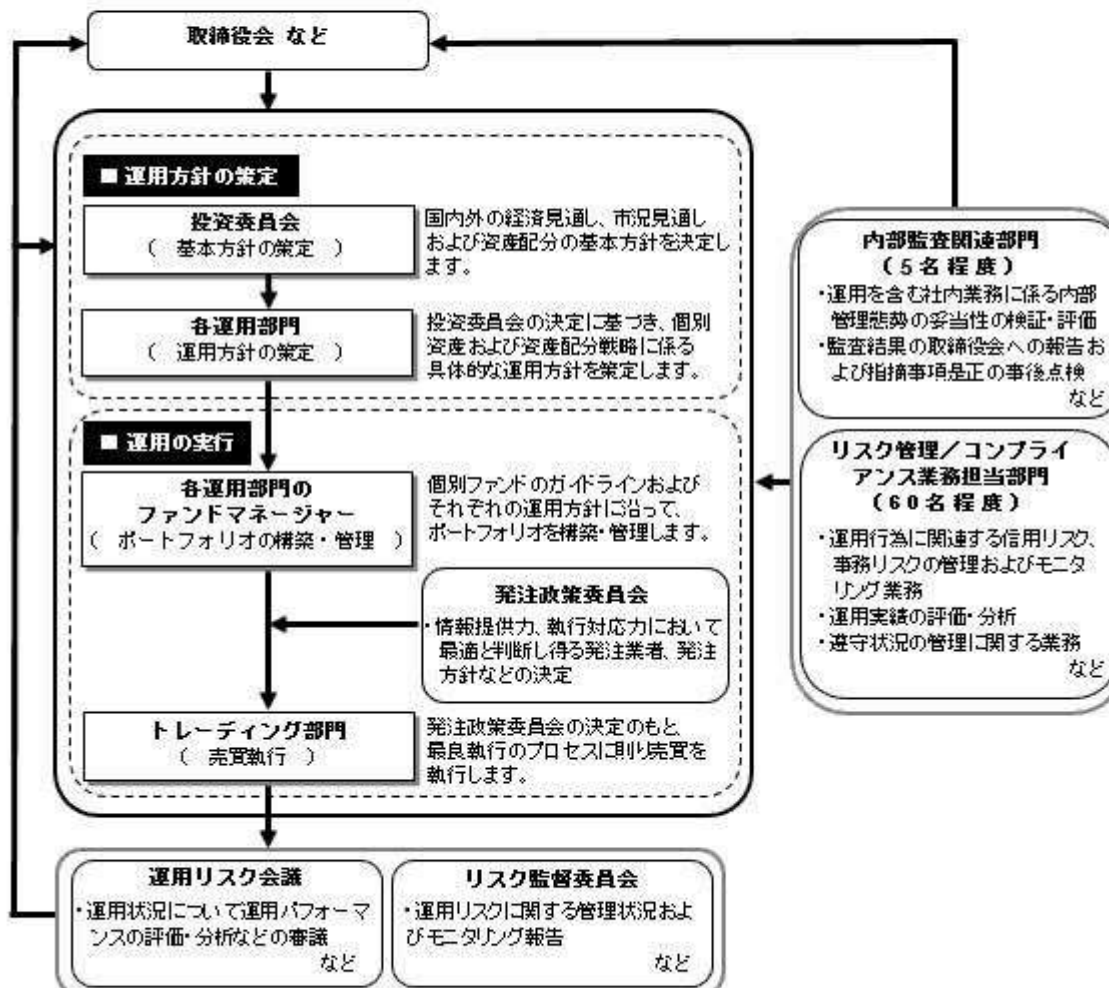 取締役会 など
■ 運用方針の策定
投資委員会
( 基本方針の策定 )
国内外の経済見通し、市況見通し
および資産配分の基本方針を決定し
ます。
各運用部門
( 運用方針の策定 )
投資委員会の決定に基づき、個別
資産および資産配分戦略に係る
具体的な運用方針を策定します。
■ 運用の実行
各運用部門の
ファンドマネージャー
( ポートフォリオの構築・管理 )
個別ファンドのガイドラインおよび
それぞれの運用方針に沿って、
ポートフォリオを構築・管理します。
発注政策委員会
・情報提供力、執行対応力において
最適と判断し得る発注業者、発注
方針などの決定
トレーディング部門
( 売買執行 )
発注政策委員会の決定のもと、
最良執行のプロセスに則り売買を
執行します。
内部監査関連部門
(5名程度)
・運用を含む社内業務に係る内部
管理態勢の妥当性の検証・評価
・監査結果の取締役会への報告お
よび指摘事項是正の事後点検
など
リスク管理/コンプライ
アンス業務担当部門
(60名程度)
・運用行為に関連する信用リスク、
事務リスクの管理およびモニタ
リング業務
・運用実績の評価・分析
・遵守状況の管理に関する業務
など
運用リスク会議
・運用状況について運用パフォーマ
ンスの評価・分析などの審議
など
リスク監督委員会
・運用リスクに関する管理状況およ
びモニタリング報告
など